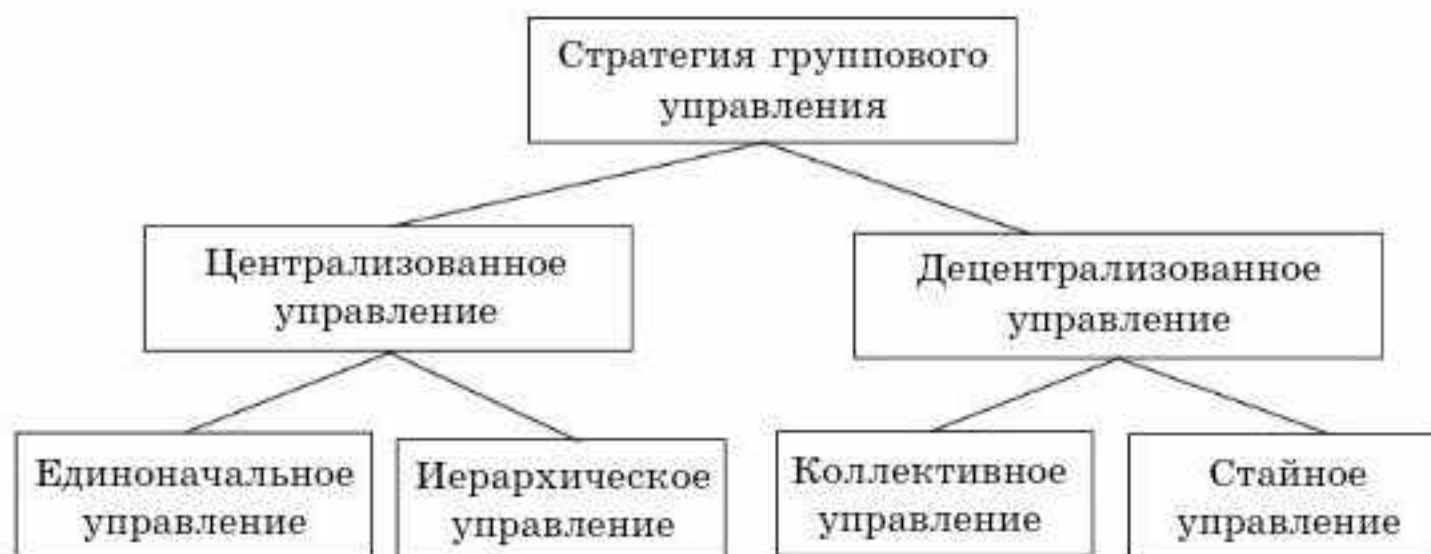 Стратегия группового
управления
Централизованное
управление
Децентрализованное
управление
Единоначальное
управление
Иерархическое
управление
Коллективное
управление
Стайное
управление